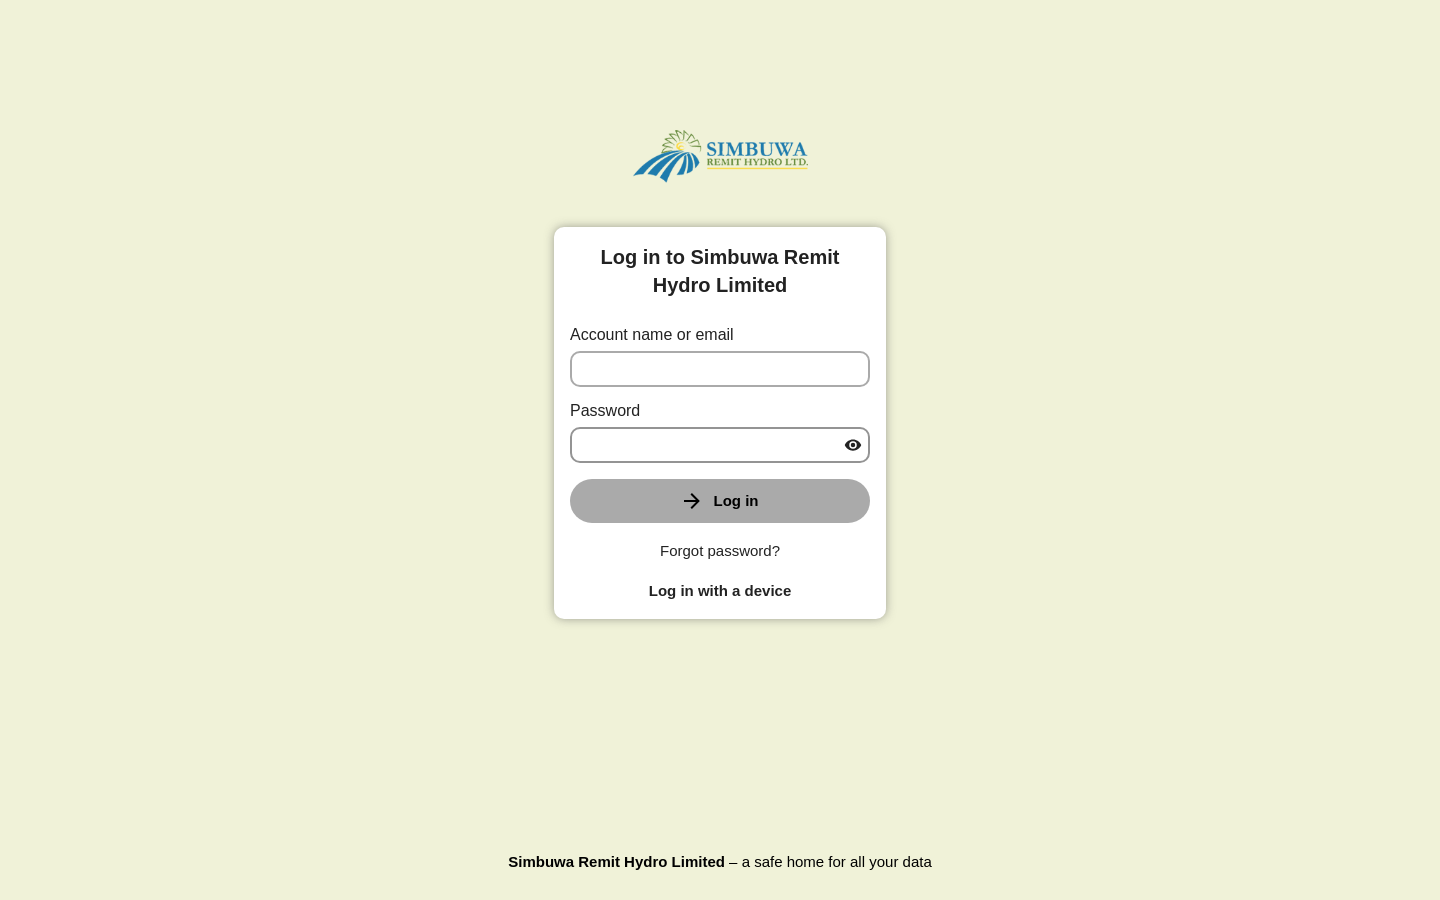 SIMBUWA
REMIT HYDRO LTD.
Log in to Simbuwa Remit
Hydro Limited
Account name or email
Password
Log in
Forgot password?
Log in with a device
Simbuwa Remit Hydro Limited – a safe home for all your data